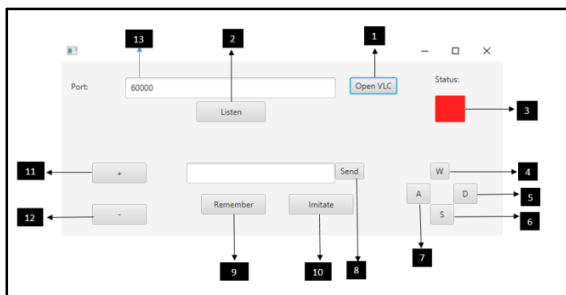 13 2 1
Port: 60000 Open VLC Status:
Listen
3
11 + Send W 4
A D 5
12 - Remember Imitate S 6
9 10 8 7